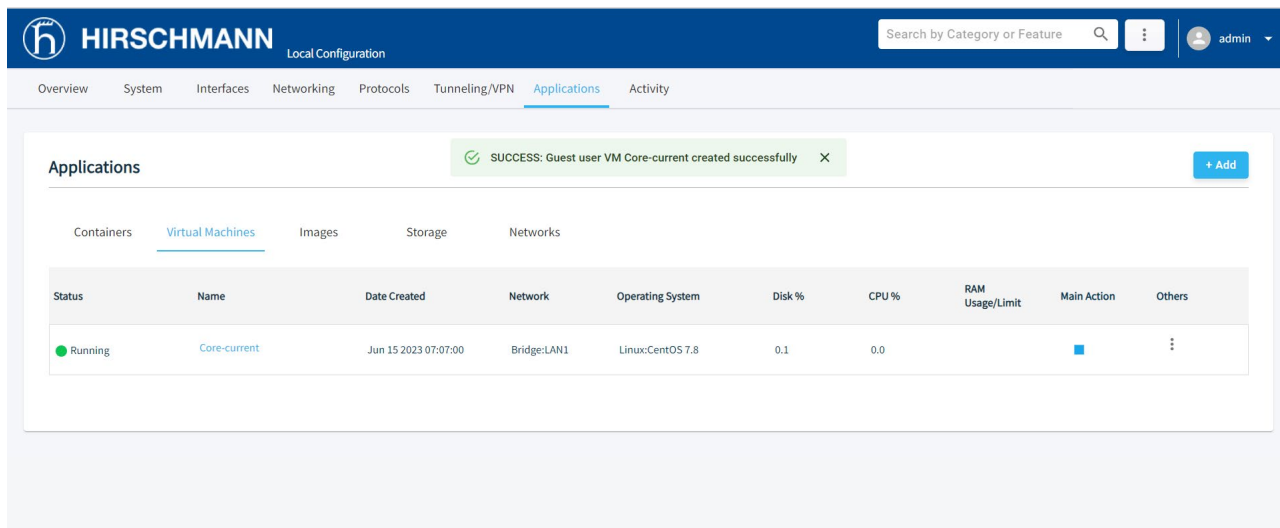 HIRSCHMANN
Local Configuration
Search by Category or Feature
admin
Overview System Interfaces Networking Protocols Tunneling/VPN Applications Activity
SUCCESS: Guest user VM Core-current created successfully
Applications
+ Add
Containers Virtual Machines Images Storage Networks
Status Name Date Created Network Operating System Disk % CPU % RAM Usage/Limit Main Action Others
Running Core-current Jun 15 2023 07:07:00 Bridge:LAN1 Linux:CentOS 7.8 0.1 0.0